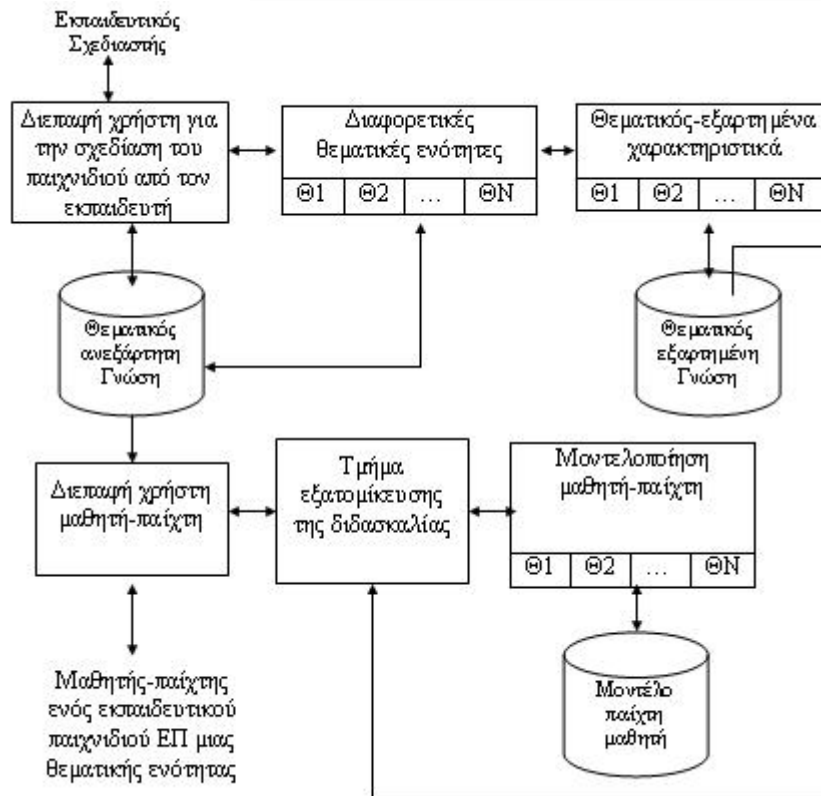 Εκπαιδευτικός
Σχεδιαστής
Διεπαφή χρήστη για
την σχεδίαση του
παιχνιδιού από τον
εκπαιδευτή
Διαφορετικές
θεματικές ενότητες
Θ1 Θ2 ... ΘΝ
Θεματικός-εξαρτημένα
χαρακτηριστικά
Θ1 Θ2 ... ΘΝ
Θεματικός
ανεξάρτητη
Γνώση
Θεματικός
εξαρτημένη
Γνώση
Διεπαφή χρήστη
μαθητή-παίχτη
Τμήμα
εξατομίκευσης
της διδασκαλίας
Μοντελοποίηση
μαθητή-παίχτη
Θ1 Θ2 ... ΘΝ
Μαθητής-παίχτης
ενός εκπαιδευτικού
παιχνιδιού ΕΠ μιας
θεματικής ενότητας
Μοντέλο
παίχτη
μαθητή